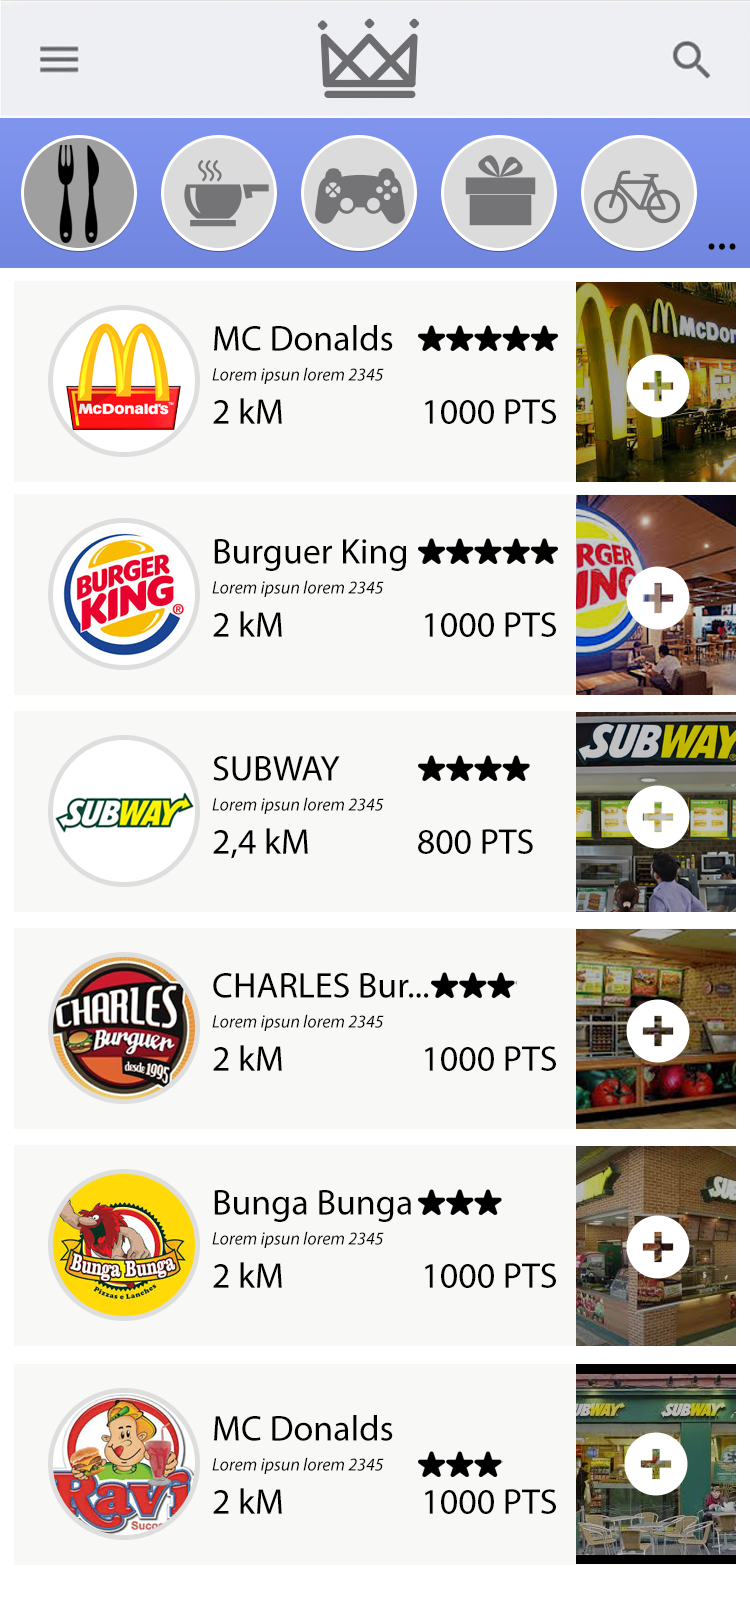 MC Donalds ★★★★★
Lorem ipsun lorem 2345
2 kM 1000 PTS
McDonald's™
McDon
Burguer King ★★★★★
Lorem ipsun lorem 2345
2 kM 1000 PTS
BURGER
KING®
RGER
ING
SUBWAY ★★★★
Lorem ipsun lorem 2345
2,4 kM 800 PTS
SUBWAY
SUBWAY
CHARLES Bur...★★★
Lorem ipsun lorem 2345
2 kM 1000 PTS
CHARLES
Burguer
desde 1995
Bunga Bunga ★★★
Lorem ipsun lorem 2345
2 kM 1000 PTS
Bunga Bunga
Pizzas e Lanches
SU
MC Donalds
Lorem ipsun lorem 2345 ★★★
2 kM 1000 PTS
Ravi
Suco
UBWAY SUBWAY